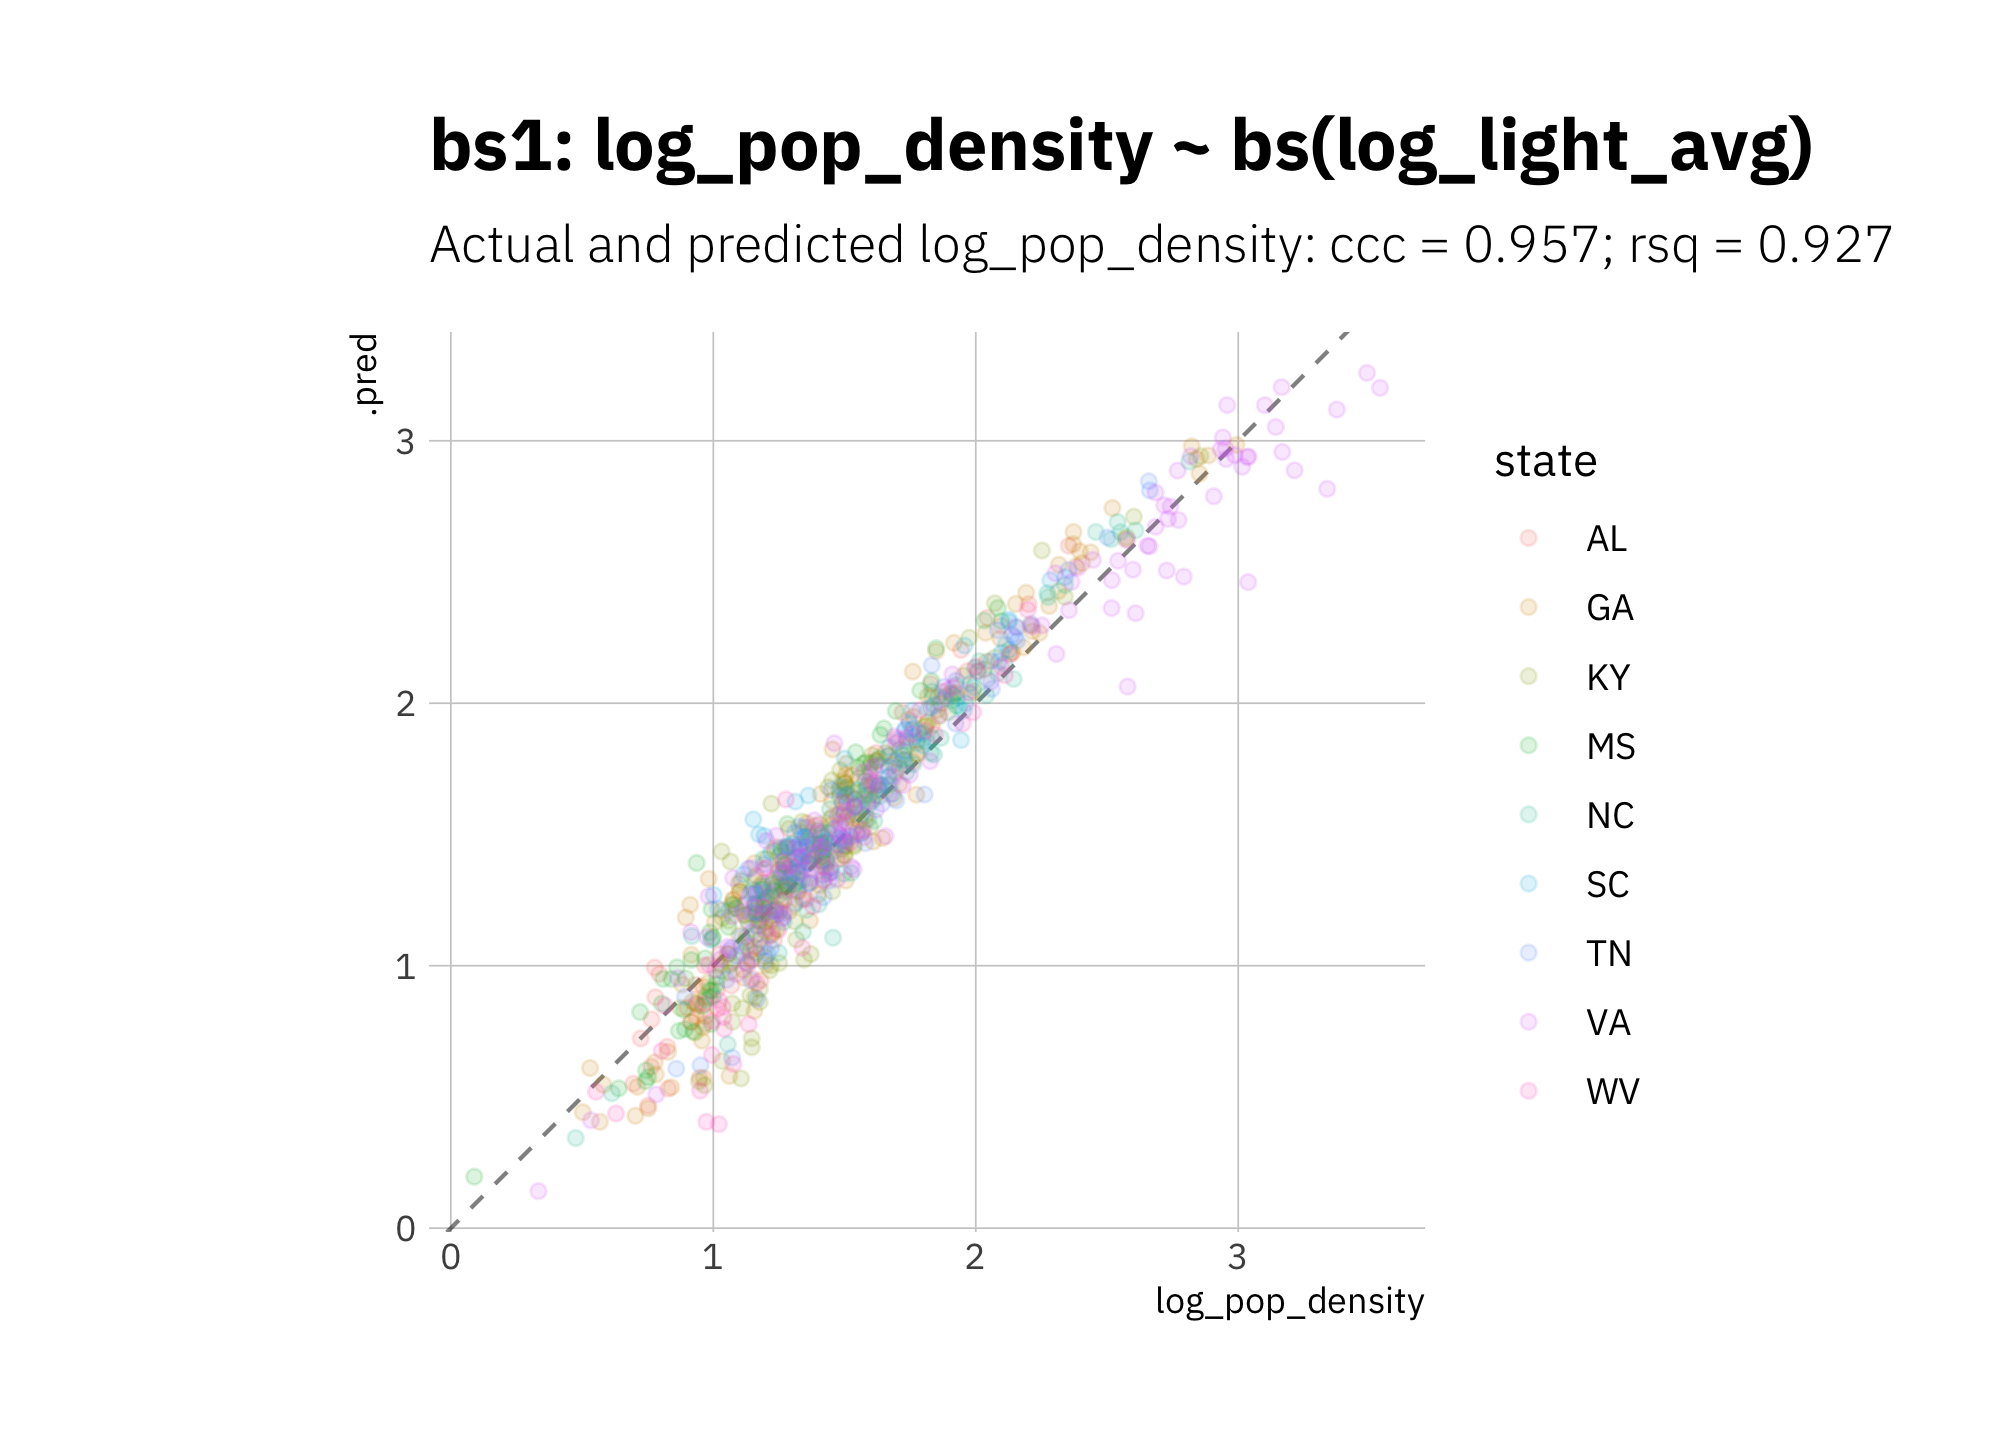 bs1: log_pop_density ~ bs(log_light_avg)
Actual and predicted log_pop_density: ccc = 0.957; rsq = 0.927
.pred
3
2
1
0
0 1 2 3
log_pop_density
state
AL
GA
KY
MS
NC
SC
TN
VA
WV